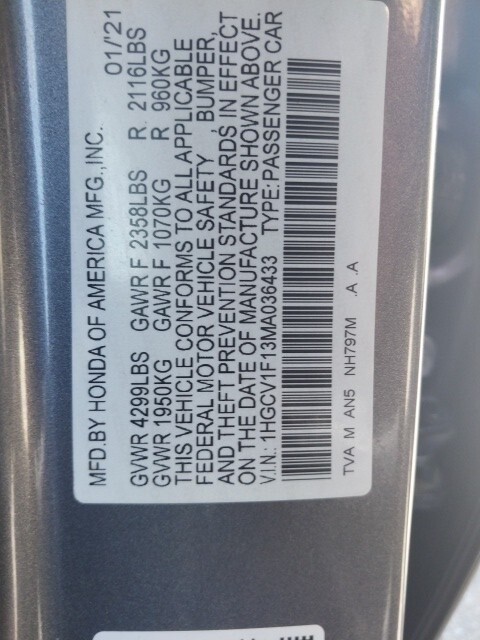 MFD.BY HONDA OF AMERICA MFG.,INC. 01/'21
GVWR 4299LBS GAWR F 2358LBS R. 2116LBS
GVWR 1950KG GAWR F 1070KG R 960KG
THIS VEHICLE CONFORMS TO ALL APPLICABLE
FEDERAL MOTOR VEHICLE SAFETY , BUMPER,
AND THEFT PREVENTION STANDARDS IN EFFECT
ON THE DATE OF MANUFACTURE SHOWN ABOVE.
V.I.N.: 1HGCV1F13MA036433 TYPE:PASSENGER CAR
TVA M AN5 NH797M .A .A